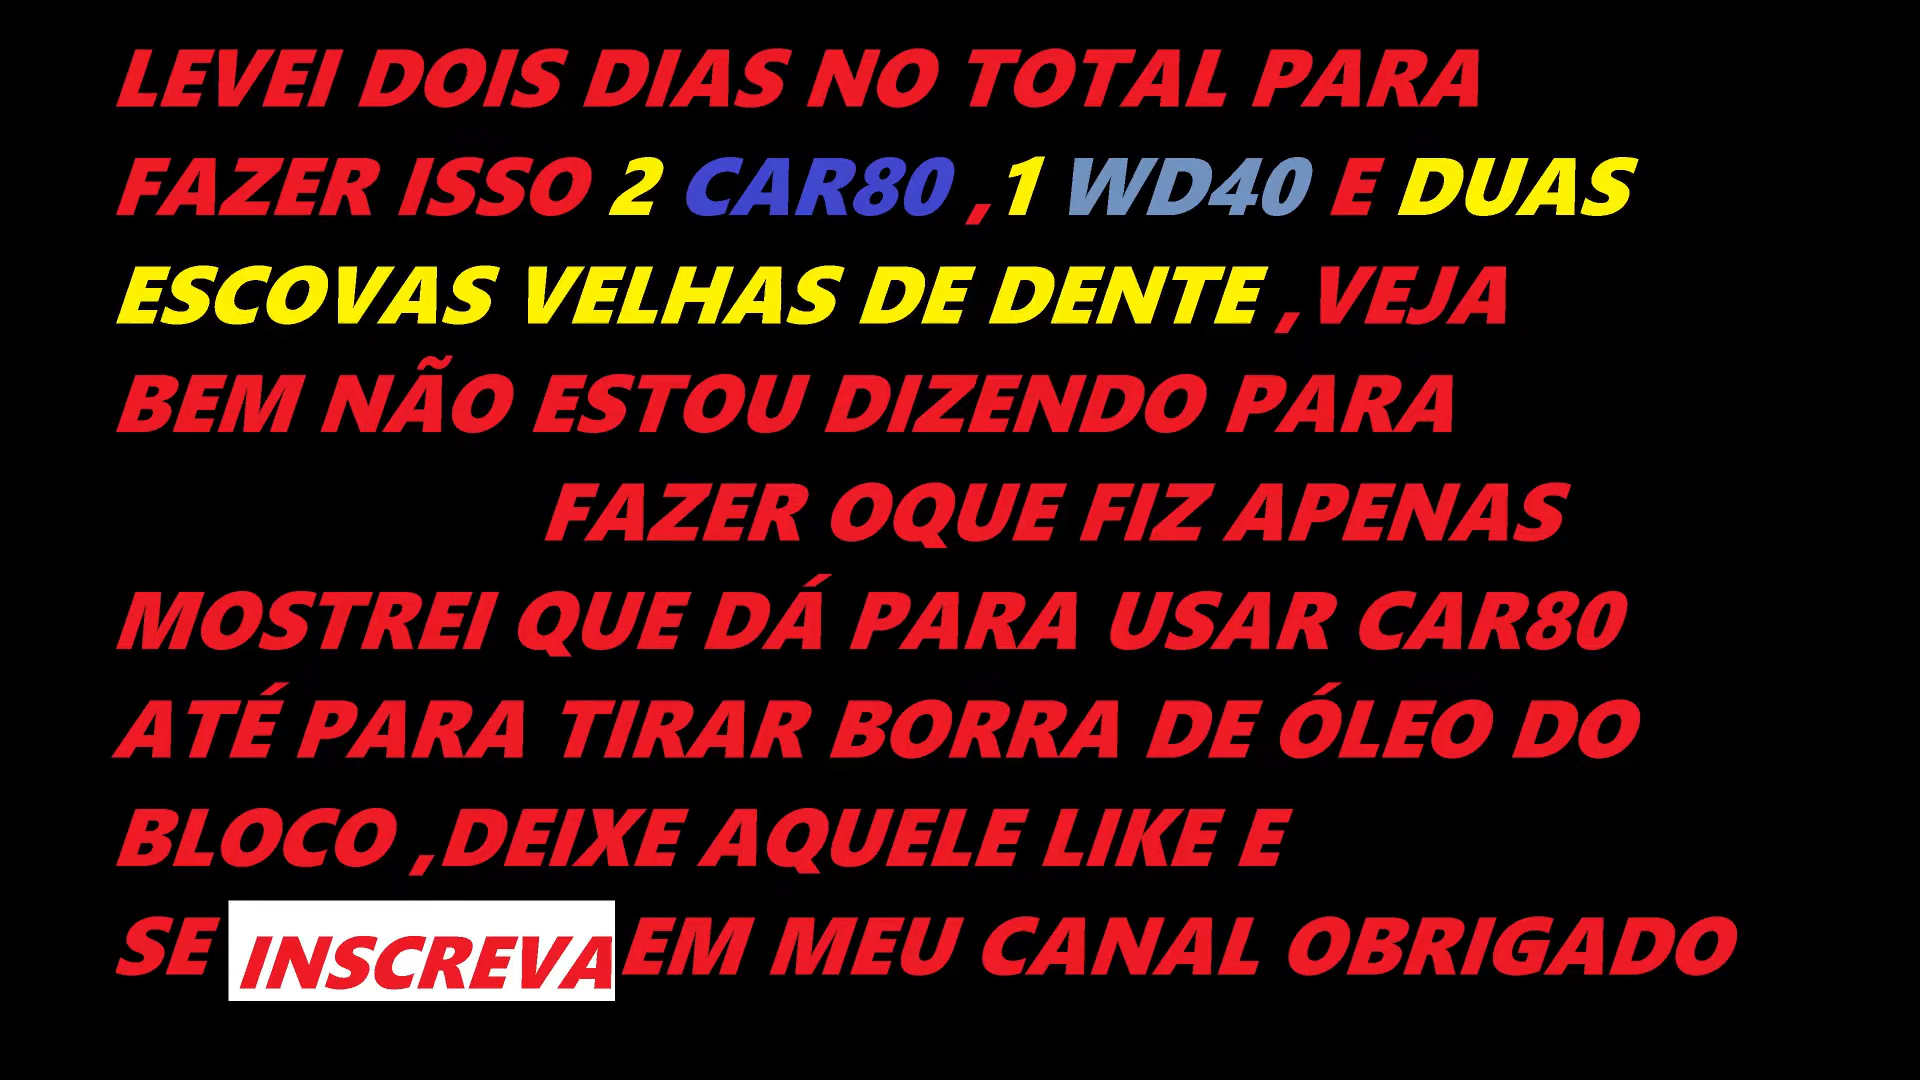 LEVEI DOIS DIAS NO TOTAL PARA
FAZER ISSO 2 CAR80 ,1 WD40 E DUAS
ESCOVAS VELHAS DE DENTE ,VEJA
BEM NÃO ESTOU DIZENDO PARA
FAZER OQUE FIZ APENAS
MOSTREI QUE DÁ PARA USAR CAR80
ATÉ PARA TIRAR BORRA DE ÓLEO DO
BLOCO ,DEIXE AQUELE LIKE E
SE INSCREVA EM MEU CANAL OBRIGADO